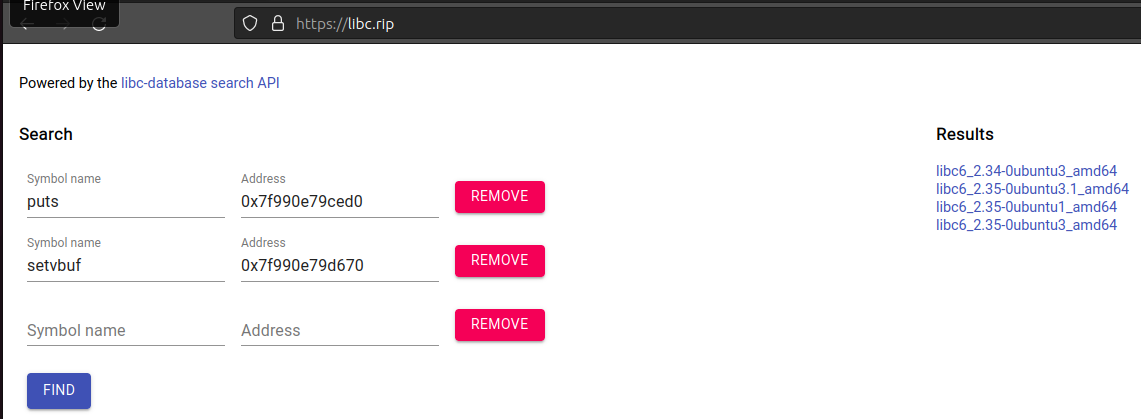 Firefox View
https://libc.rip
Powered by the libc-database search API
Search
Results
Symbol name
Address
puts
0x7f990e79ced0
REMOVE
Symbol name
Address
setvbuf
0x7f990e79d670
REMOVE
Symbol name
Address
REMOVE
FIND
libc6_2.34-0ubuntu3_amd64
libc6_2.35-0ubuntu3.1_amd64
libc6_2.35-0ubuntu1_amd64
libc6_2.35-0ubuntu3_amd64